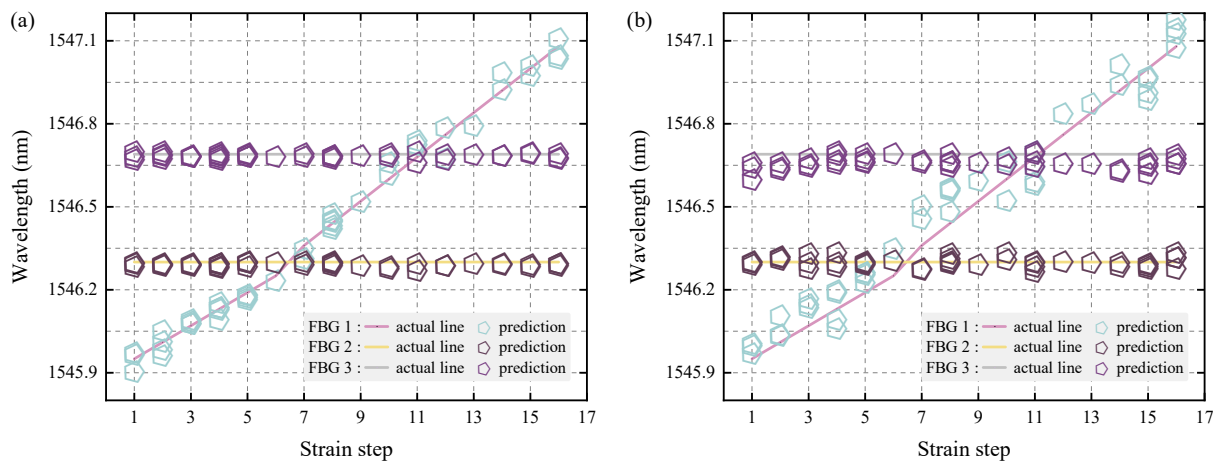 (a)
Wavelength (nm)
1547.1
1546.8
1546.5
1546.2
1545.9
FBG 1 : actual line prediction
FBG 2 : actual line prediction
FBG 3 : actual line prediction
1 3 5 7 9 11 13 15 17
Strain step
(b)
Wavelength (nm)
1547.1
1546.8
1546.5
1546.2
1545.9
FBG 1 : actual line prediction
FBG 2 : actual line prediction
FBG 3 : actual line prediction
1 3 5 7 9 11 13 15 17
Strain step